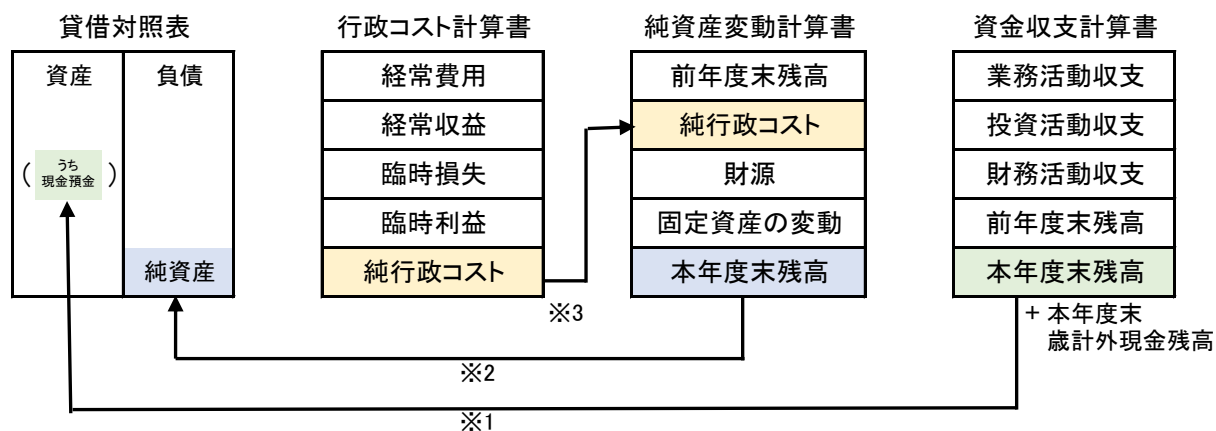 貸借対照表
資産
負債
(うち
現金預金)
純資産
行政コスト計算書
経常費用
経常収益
臨時損失
臨時利益
純行政コスト
純資産変動計算書
前年度末残高
純行政コスト
財源
固定資産の変動
本年度末残高
資金収支計算書
業務活動収支
投資活動収支
財務活動収支
前年度末残高
本年度末残高
+ 本年度末
歳計外現金残高
※3
※2
※1